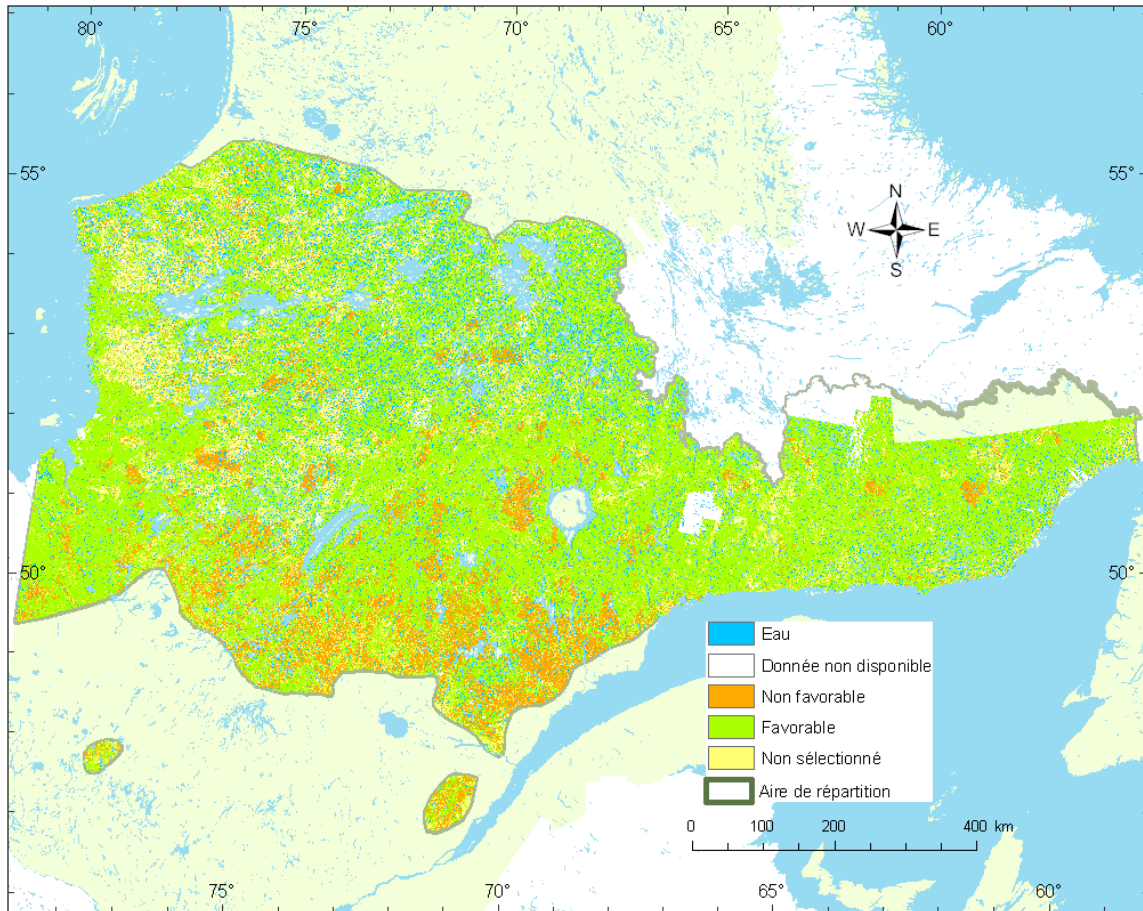 80° 75° 70° 65° 60°
55° 55°
N
W E
S
50° 50°
Eau
Donnée non disponible
Non favorable
Favorable
Non sélectionné
Aire de répartition
0 100 200 400 km
75° 70° 65° 60°